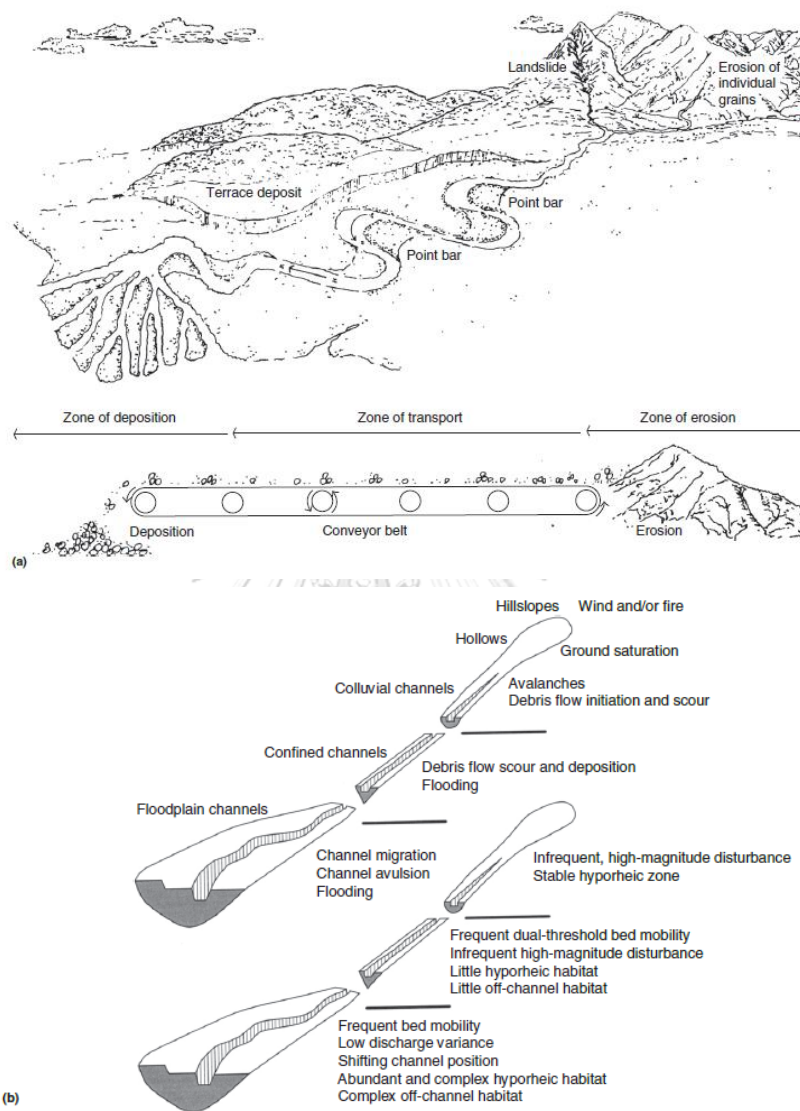 Landslide
Erosion of
individual
grains
Terrace deposit
Point bar
Point bar
Zone of deposition
Zone of transport
Zone of erosion
Deposition
Conveyor belt
Erosion
(a)
Hillslopes
Wind and/or fire
Hollows
Ground saturation
Colluvial channels
Avalanches
Debris flow initiation and scour
Confined channels
Debris flow scour and deposition
Flooding
Floodplain channels
Channel migration
Channel avulsion
Flooding
Infrequent, high-magnitude disturbance
Stable hyporheic zone
Frequent dual-threshold bed mobility
Infrequent high-magnitude disturbance
Little hyporheic habitat
Little off-channel habitat
Frequent bed mobility
Low discharge variance
Shifting channel position
Abundant and complex hyporheic habitat
Complex off-channel habitat
(b)